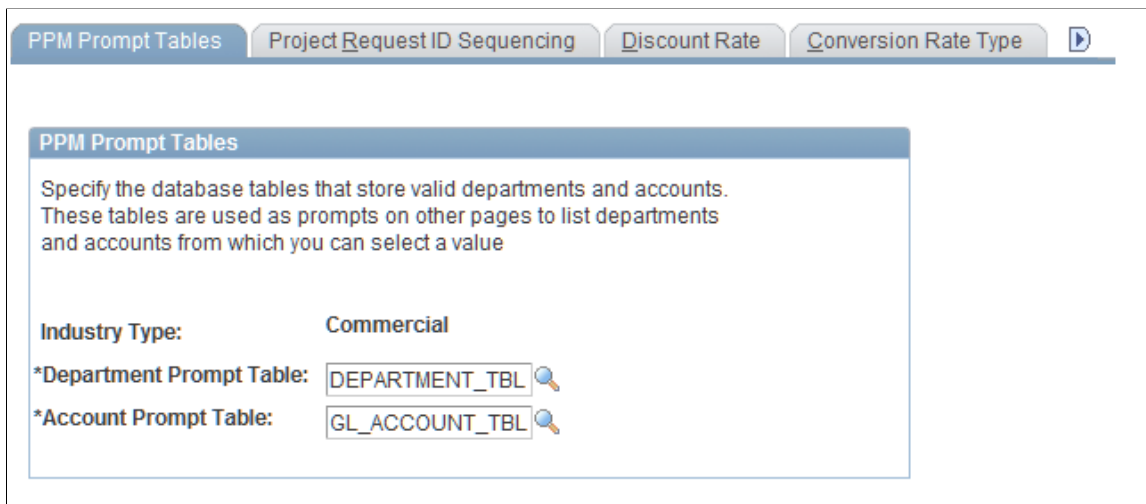 PPM Prompt Tables Project Request ID Sequencing Discount Rate Conversion Rate Type
PPM Prompt Tables
Specify the database tables that store valid departments and accounts.
These tables are used as prompts on other pages to list departments
and accounts from which you can select a value
Industry Type: Commercial
*Department Prompt Table: DEPARTMENT_TBL
*Account Prompt Table: GL_ACCOUNT_TBL